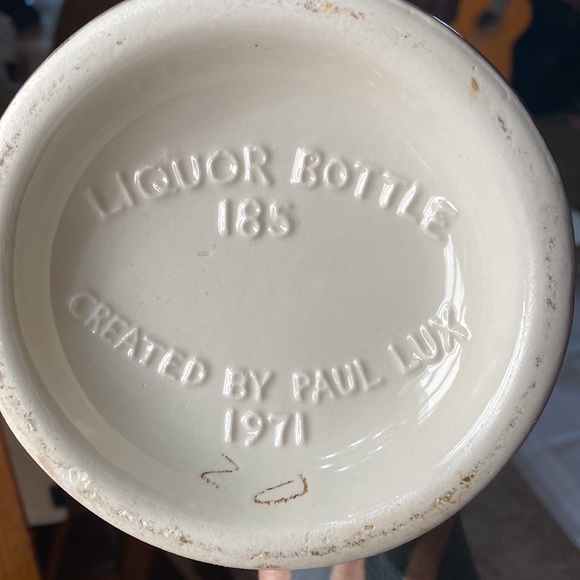 LIQUOR BOTTLE
185
CREATED BY PAUL LUX
1971